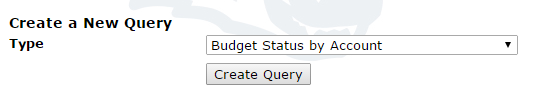 Create a New Query
Type Budget Status by Account
Create Query